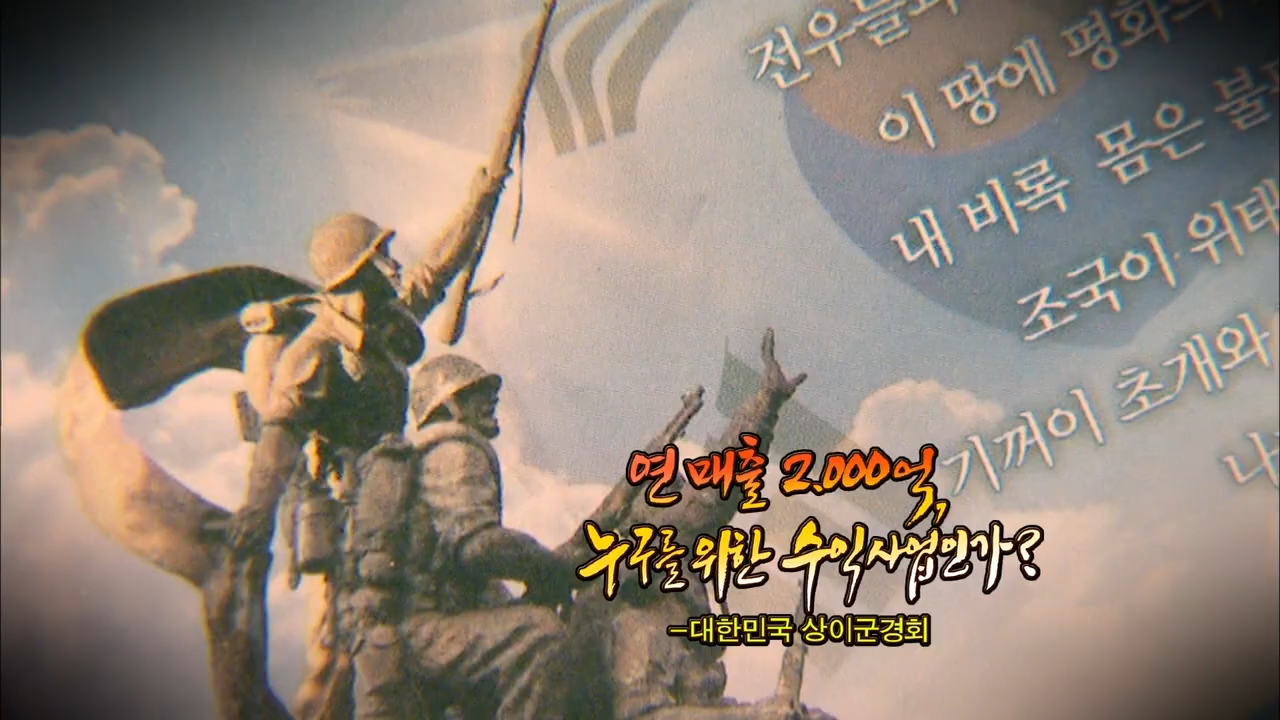 전우들과
이 땅에 평화의
내 비록 몸은
조국이 위태
기꺼이 초개와
나
연 매출 2,000억,
누구를 위한 수익사업인가?
-대한민국 상이군경회